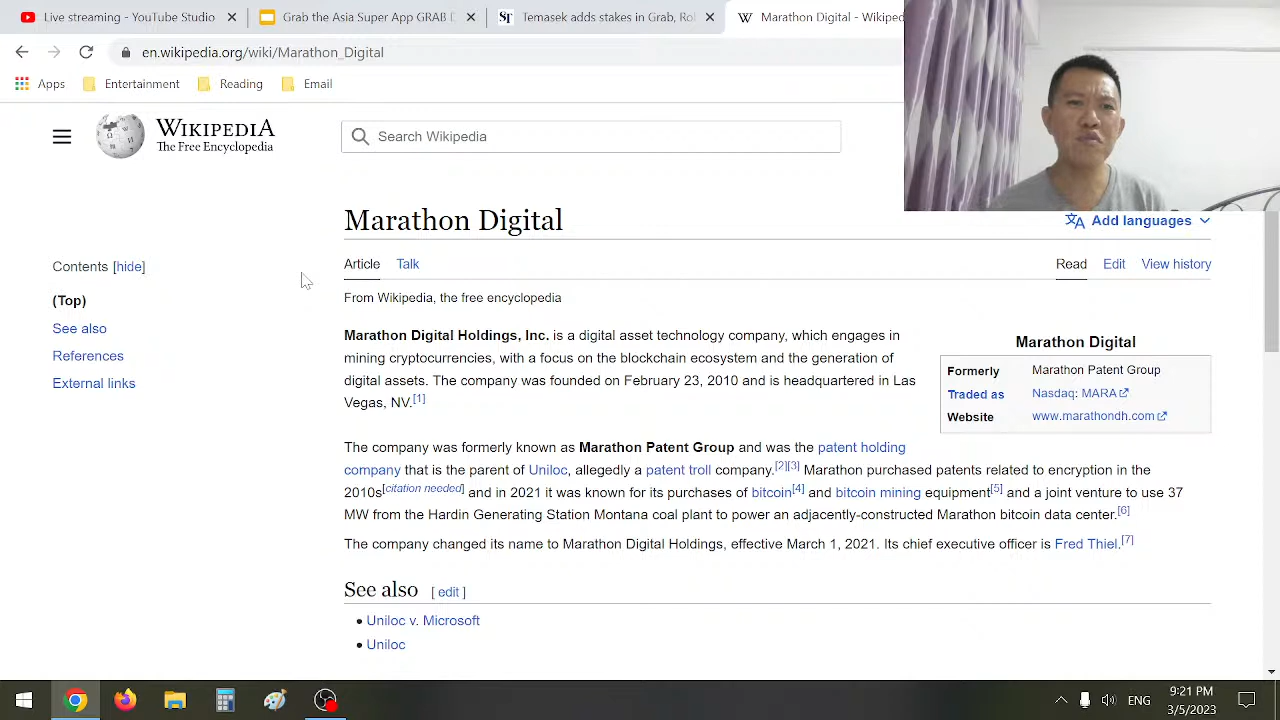 Live streaming - YouTube Studio
Grab the Asia Super App GRAB (
Temasek adds stakes in Grab, Ro
Marathon Digital - Wikiped
en.wikipedia.org/wiki/Marathon_Digital
Apps Entertainment Reading Email
WIKIPEDIA
The Free Encyclopedia
Search Wikipedia
Marathon Digital
Add languages
Contents [hide]
(Top)
See also
References
External links
Article Talk
Read Edit View history
From Wikipedia, the free encyclopedia
Marathon Digital Holdings, Inc. is a digital asset technology company, which engages in
mining cryptocurrencies, with a focus on the blockchain ecosystem and the generation of
digital assets. The company was founded on February 23, 2010 and is headquartered in Las
Vegas, NV.[1]
Marathon Digital
Formerly Marathon Patent Group
Traded as Nasdaq: MARA
Website www.marathondh.com
The company was formerly known as Marathon Patent Group and was the patent holding
company that is the parent of Uniloc, allegedly a patent troll company.[2][3] Marathon purchased patents related to encryption in the
2010s[citation needed] and in 2021 it was known for its purchases of bitcoin[4] and bitcoin mining equipment[5] and a joint venture to use 37
MW from the Hardin Generating Station Montana coal plant to power an adjacently-constructed Marathon bitcoin data center.[6]
The company changed its name to Marathon Digital Holdings, effective March 1, 2021. Its chief executive officer is Fred Thiel.[7]
See also [ edit ]
• Uniloc v. Microsoft
• Uniloc
ENG
9:21 PM
3/5/2023